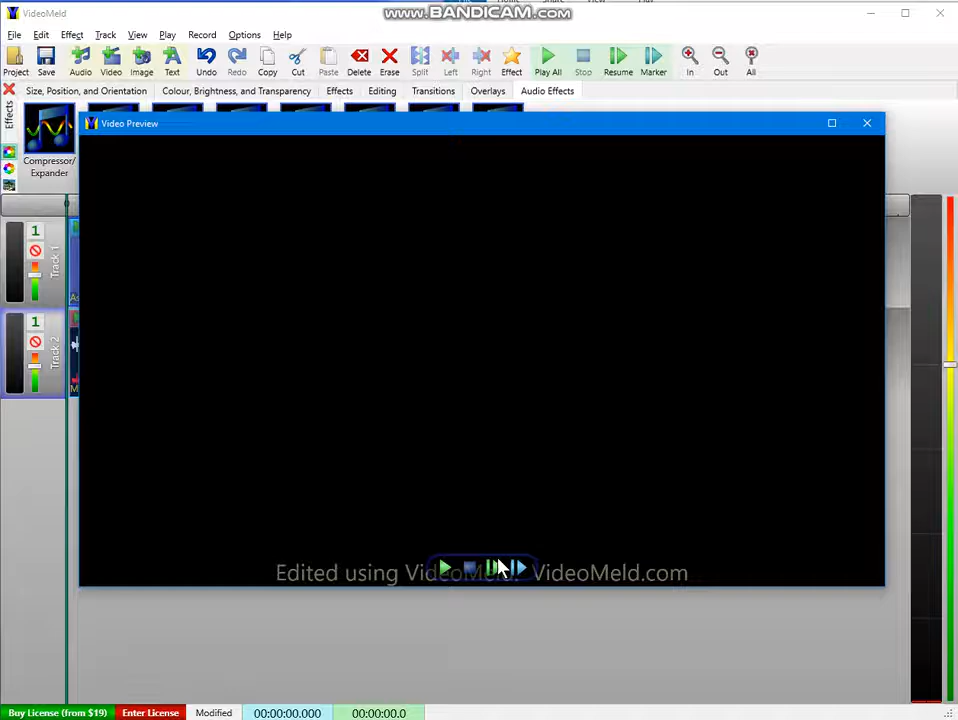 www.BANDICAM.com
VideoMeld
File Edit Effect Track View Play Record Options Help
Project Save Audio Video Image Text Undo Redo Copy Cut Paste Delete Erase Split Left Right Effect Play All Stop Resume Marker In Out All
Size, Position, and Orientation Colour, Brightness, and Transparency Effects Editing Transitions Overlays Audio Effects
Effects
Compressor/
Expander
Video Preview
1
Track 1
1
Track 2
Edited using VideoMeld. VideoMeld.com
Buy License (from $19) Enter License Modified 00:00:00.000 00:00:00.0